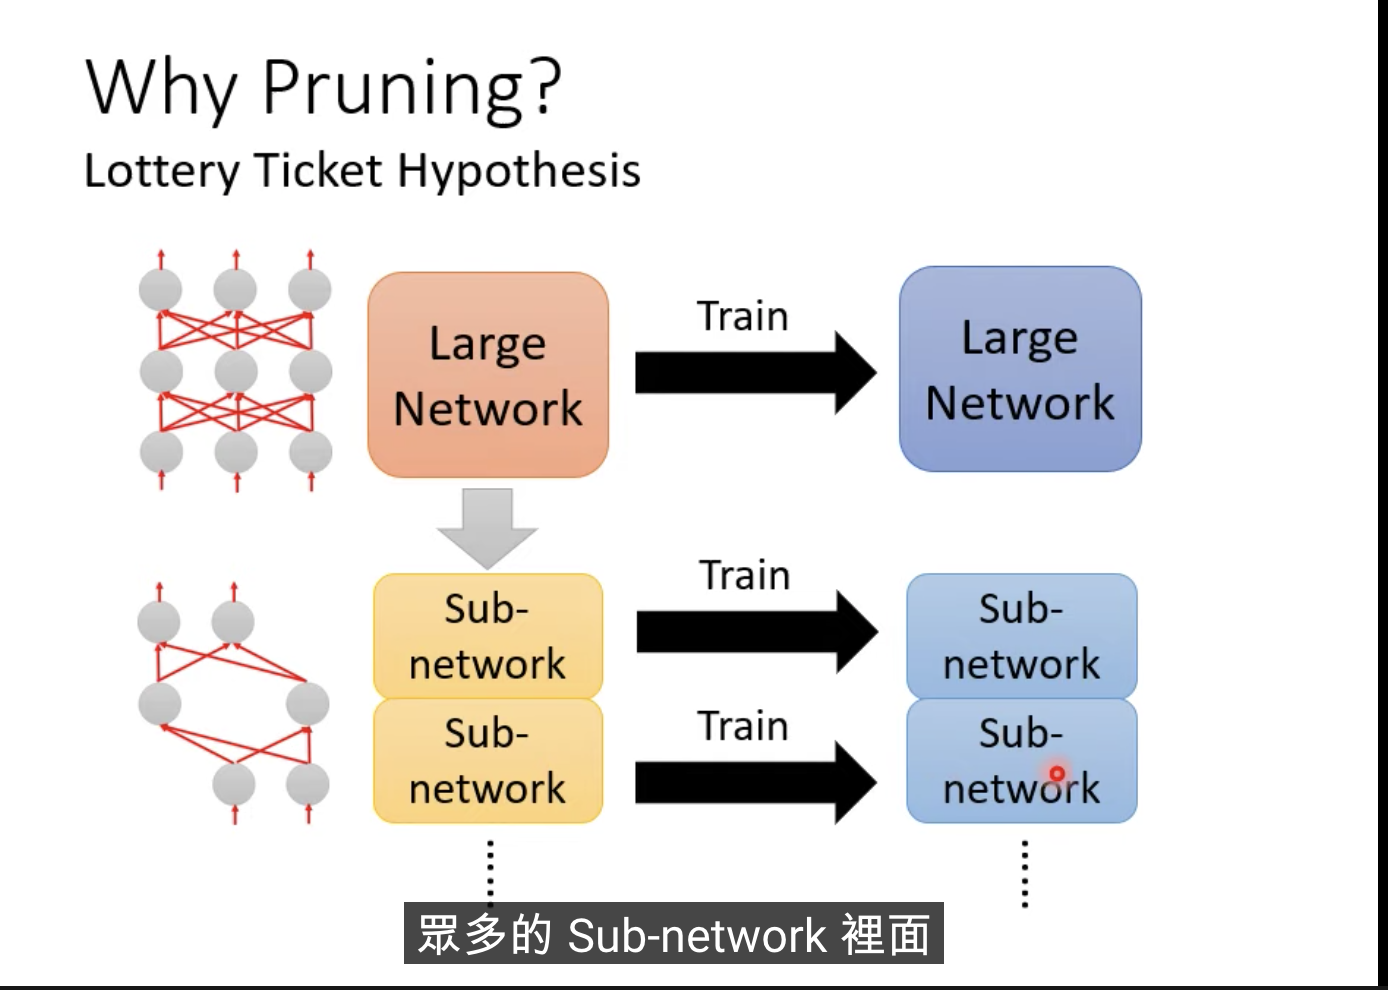 Why Pruning?
Lottery Ticket Hypothesis
Large
Network
Train
Large
Network
Sub-
network
Train
Sub-
network
Sub-
network
Train
Sub-
network
眾多的 Sub-network 裡面